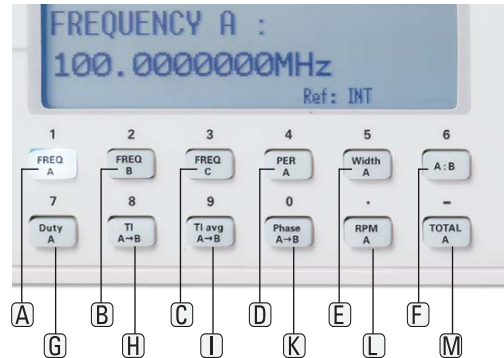 FREQUENCY A :
100.0000000MHz
Ref: INT
1 2 3 4 5 6
FREQ A FREQ B FREQ C PER A Width A A:B
7 8 9 0 . –
Duty A TI A→B TI avg A→B Phase A→B RPM A TOTAL A
A B C D E F
G H I K L M